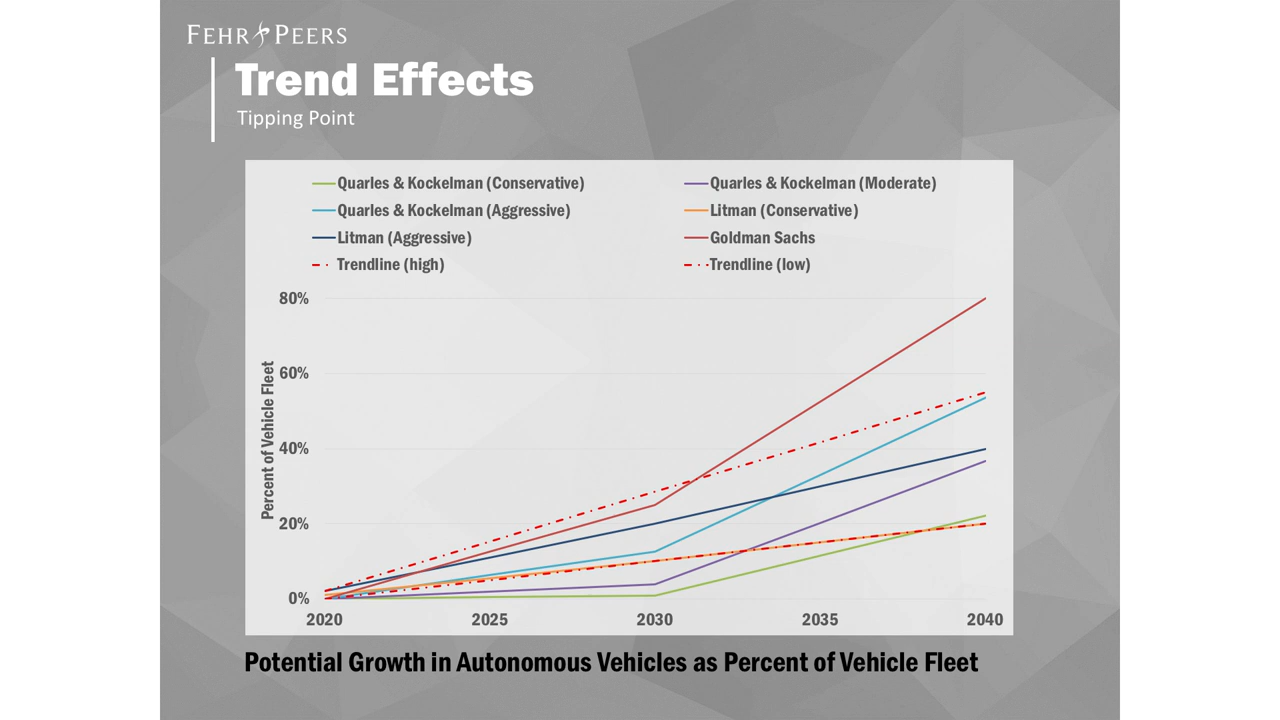 FEHR PEERS
Trend Effects
Tipping Point
Quarles & Kockelman (Conservative) Quarles & Kockelman (Moderate)
Quarles & Kockelman (Aggressive) Litman (Conservative)
Litman (Aggressive) Goldman Sachs
Trendline (high) Trendline (low)
80%
60%
40%
20%
0%
Percent of Vehicle Fleet
2020 2025 2030 2035 2040
Potential Growth in Autonomous Vehicles as Percent of Vehicle Fleet